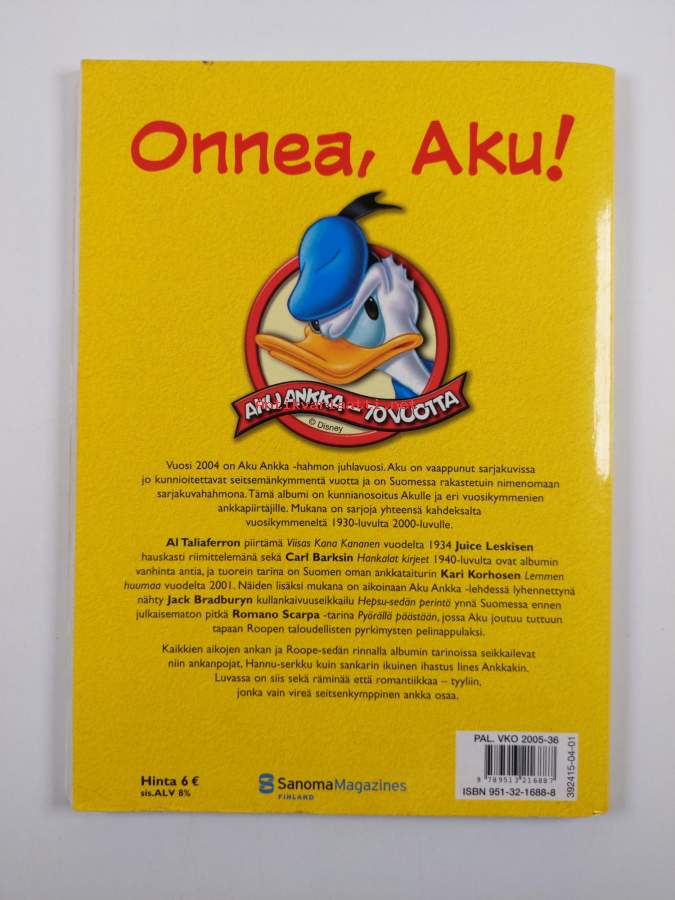 Onnea, Aku!
AKU ANKKA – 70 VUOTTA
© Disney
Vuosi 2004 on Aku Ankka -hahmon juhlavuosi. Aku on vaappunut sarjakuvissa
jo kunnioitettavat seitsemänkymmentä vuotta ja on Suomessa rakastetuin nimenomaan
sarjakuvahahmona. Tämä albumi on kunnianosoitus Akulle ja eri vuosikymmenien
ankkapiirtäjille. Mukana on sarjoja yhteensä kahdeksalta
vuosikymmeneltä 1930-luvulta 2000-luvulle.
Al Taliaferron piirtämä Viisas Kana Kananen vuodelta 1934 Juice Leskisen
hauskasti riimittelemänä sekä Carl Barksin Hankalat kirjeet 1940-luvulta ovat albumin
vanhinta antia, ja tuorein tarina on Suomen oman ankkataiturin Kari Korhosen Lemmen
huumaa vuodelta 2001. Näiden lisäksi mukana on aikoinaan Aku Ankka -lehdessä lyhennettynä
nähty Jack Bradburyn kullankaivuuseikkailu Hepsu-sedän perintö ynnä Suomessa ennen
julkaisematon pitkä Romano Scarpa -tarina Pyörällä päästään, jossa Aku joutuu tuttuun
tapaan Roopen taloudellisten pyrkimysten pelinappulaksi.
Kaikkien aikojen ankan ja Roope-sedän rinnalla albumin tarinoissa seikkailevat
niin ankanpojat, Hannu-serkku kuin sankarin ikuinen ihastus Iines Ankkakin.
Luvassa on siis sekä räminää että romantiikkaa – tyyliin,
jonka vain vireä seitsenkymppinen ankka osaa.
PAL. VKO 2005-36
9 789513 216887
ISBN 951-32-1688-8
392415-04-01
Hinta 6 €
sis.ALV 8%
SanomaMagazines
FINLAND